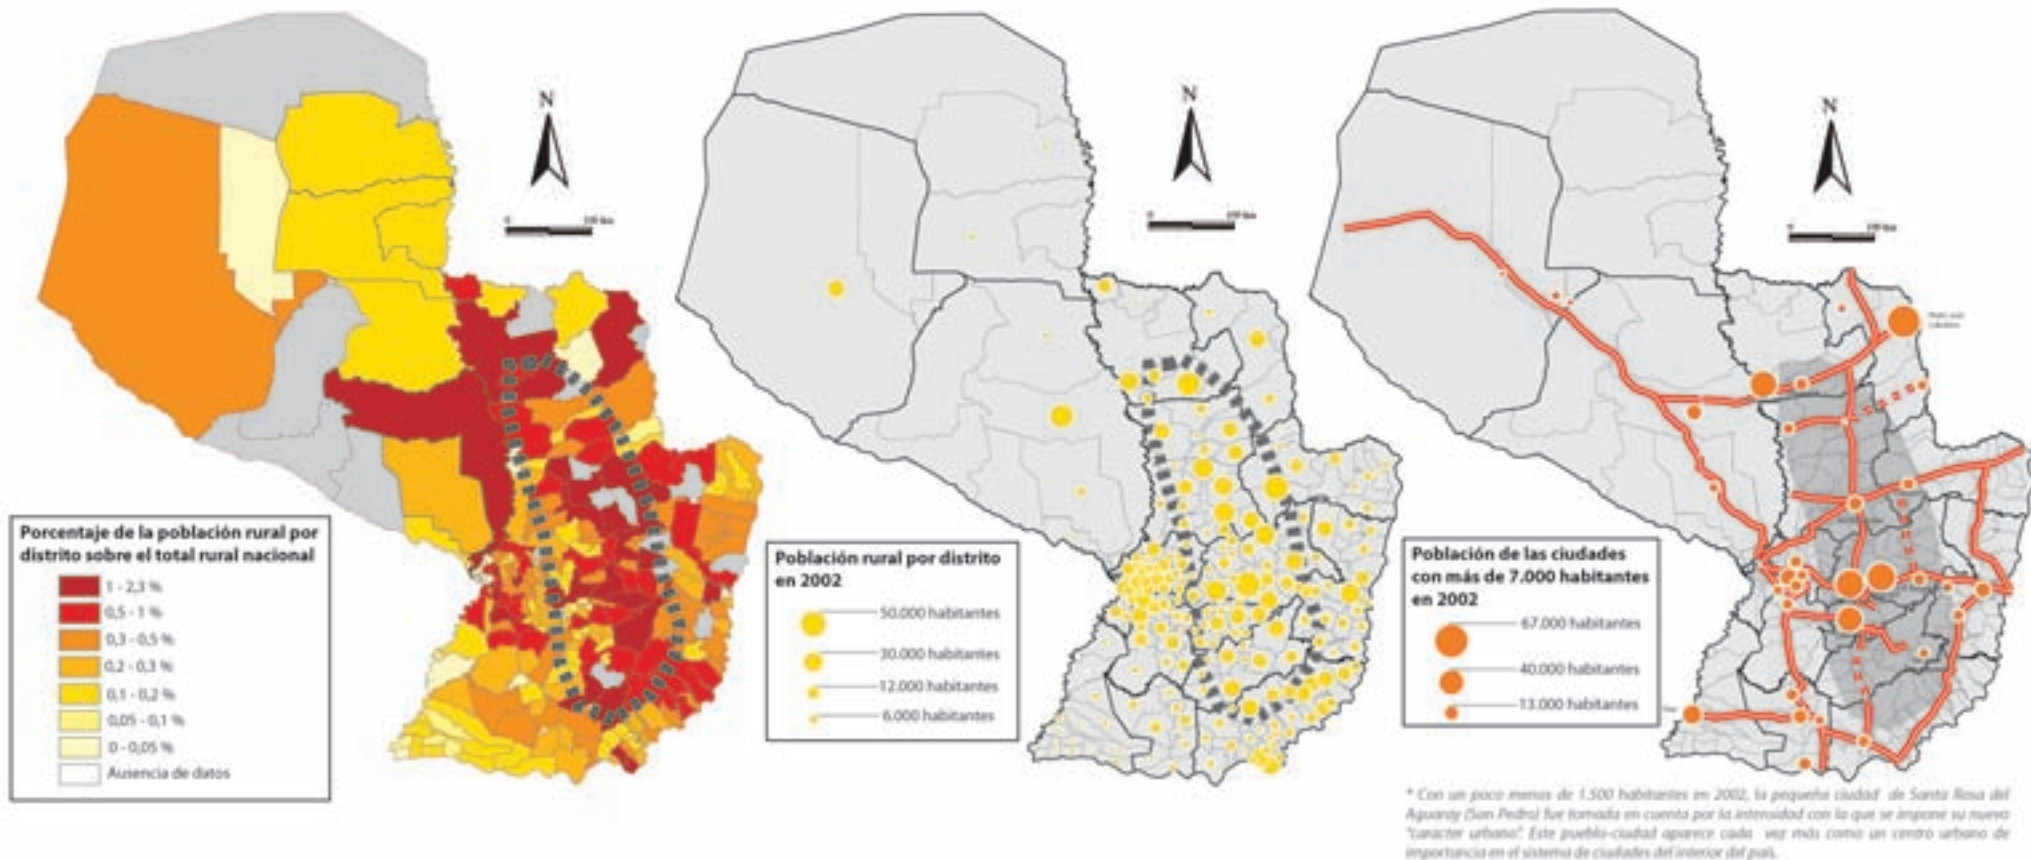 N
Porcentaje de la población rural por
distrito sobre el total rural nacional
1 - 2,3 %
0,5 - 1 %
0,3 - 0,5 %
0,2 - 0,3 %
0,1 - 0,2 %
0,05 - 0,1 %
0 - 0,05 %
Ausencia de datos
N
Población rural por distrito
en 2002
50.000 habitantes
30.000 habitantes
12.000 habitantes
6.000 habitantes
N
Población de las ciudades
con más de 7.000 habitantes
en 2002
67.000 habitantes
40.000 habitantes
13.000 habitantes
* Con un poco menos de 1.500 habitantes en 2002, la pequeña ciudad de Santa Rosa del
Aguaray (San Pedro) fue tomada en cuenta por la intensidad con la que se impone su nuevo
"caracter urbano". Este pueblo-ciudad aparece cada vez más como un centro urbano de
importancia en el sistema de ciudades del interior del país.